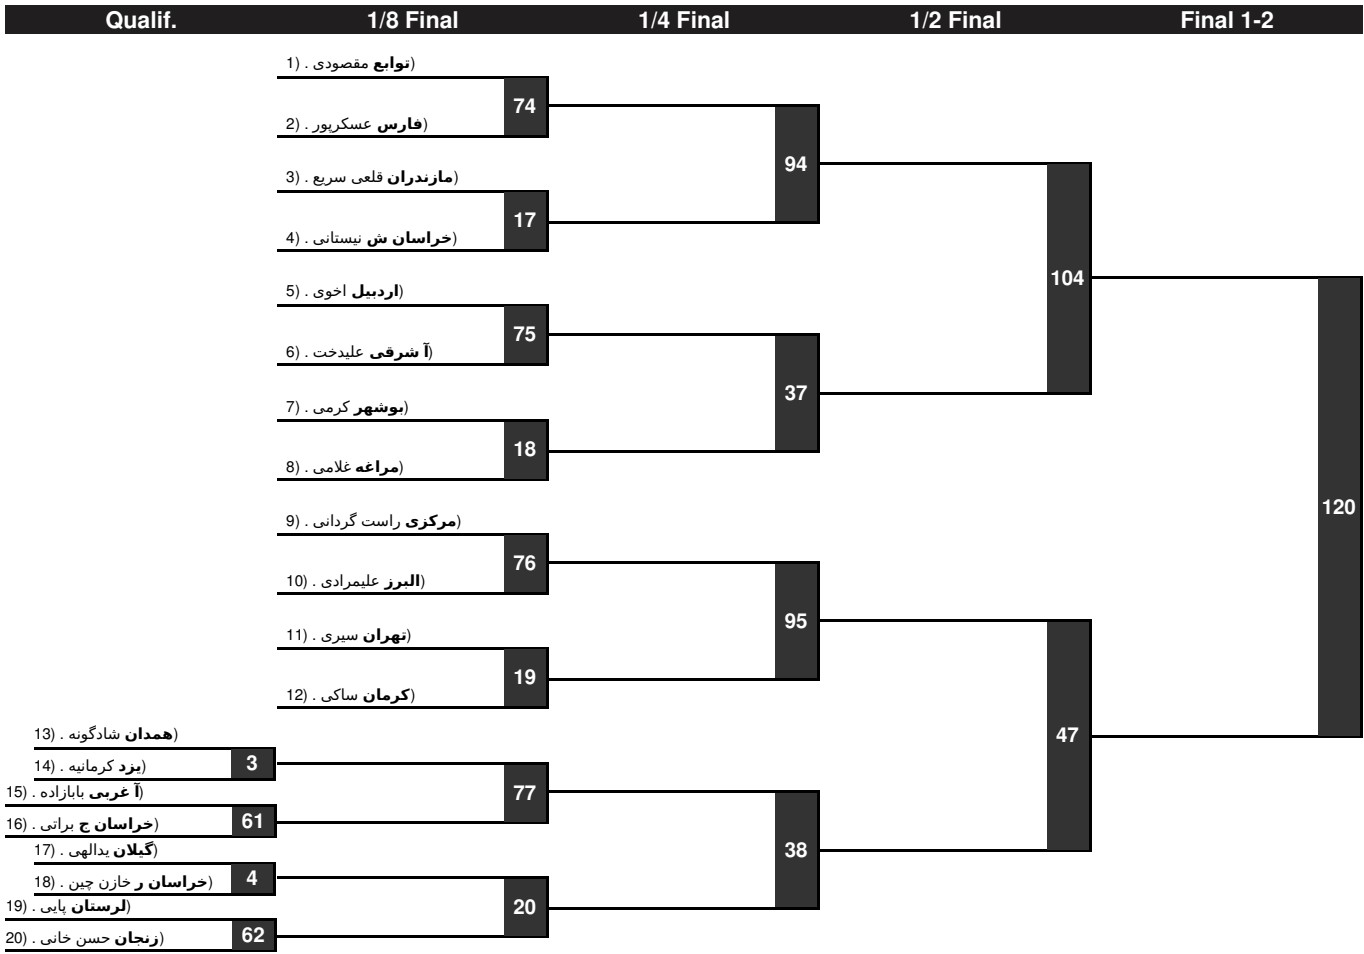 Qualif. 1/8 Final 1/4 Final 1/2 Final Final 1-2
1) . مقصودی توابع)
74
2) . عسکرپور فارس)
94
3) . قلعی سریع مازندران)
17
4) . نیستانی خراسان ش)
104
5) . اخوی اردبیل)
75
6) . علیدخت آ شرقی)
37
7) . کرمی بوشهر)
18
8) . غلامی مراغه)
120
9) . راست گردانی مرکزی)
76
10) . علیمرادی البرز)
95
11) . سیری تهران)
19
12) . ساکی کرمان)
47
13) . شادگونه همدان)
3
14) . کرمانیه یزد)
77
15) . بابازاده آ غربی)
61
16) . براتی خراسان ج)
38
17) . یدالهی گیلان)
4
18) . خازن چین خراسان ر)
20
19) . پایی لرستان)
62
20) . حسن خانی زنجان)